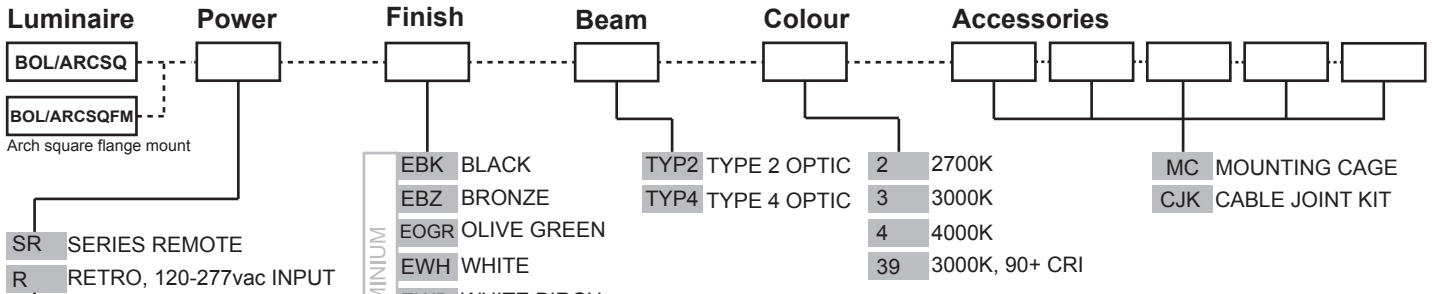 Luminaire Power Finish Beam Colour Accessories
BOL/ARCSQ
BOL/ARCSQFM
Arch square flange mount
SR SERIES REMOTE
R RETRO, 120-277vac INPUT
EBK BLACK
EBZ BRONZE
EOGR OLIVE GREEN
EWH WHITE
WHITE BIRCH
TYP2 TYPE 2 OPTIC
TYP4 TYPE 4 OPTIC
2 2700K
3 3000K
4 4000K
39 3000K, 90+ CRI
MC MOUNTING CAGE
CJK CABLE JOINT KIT